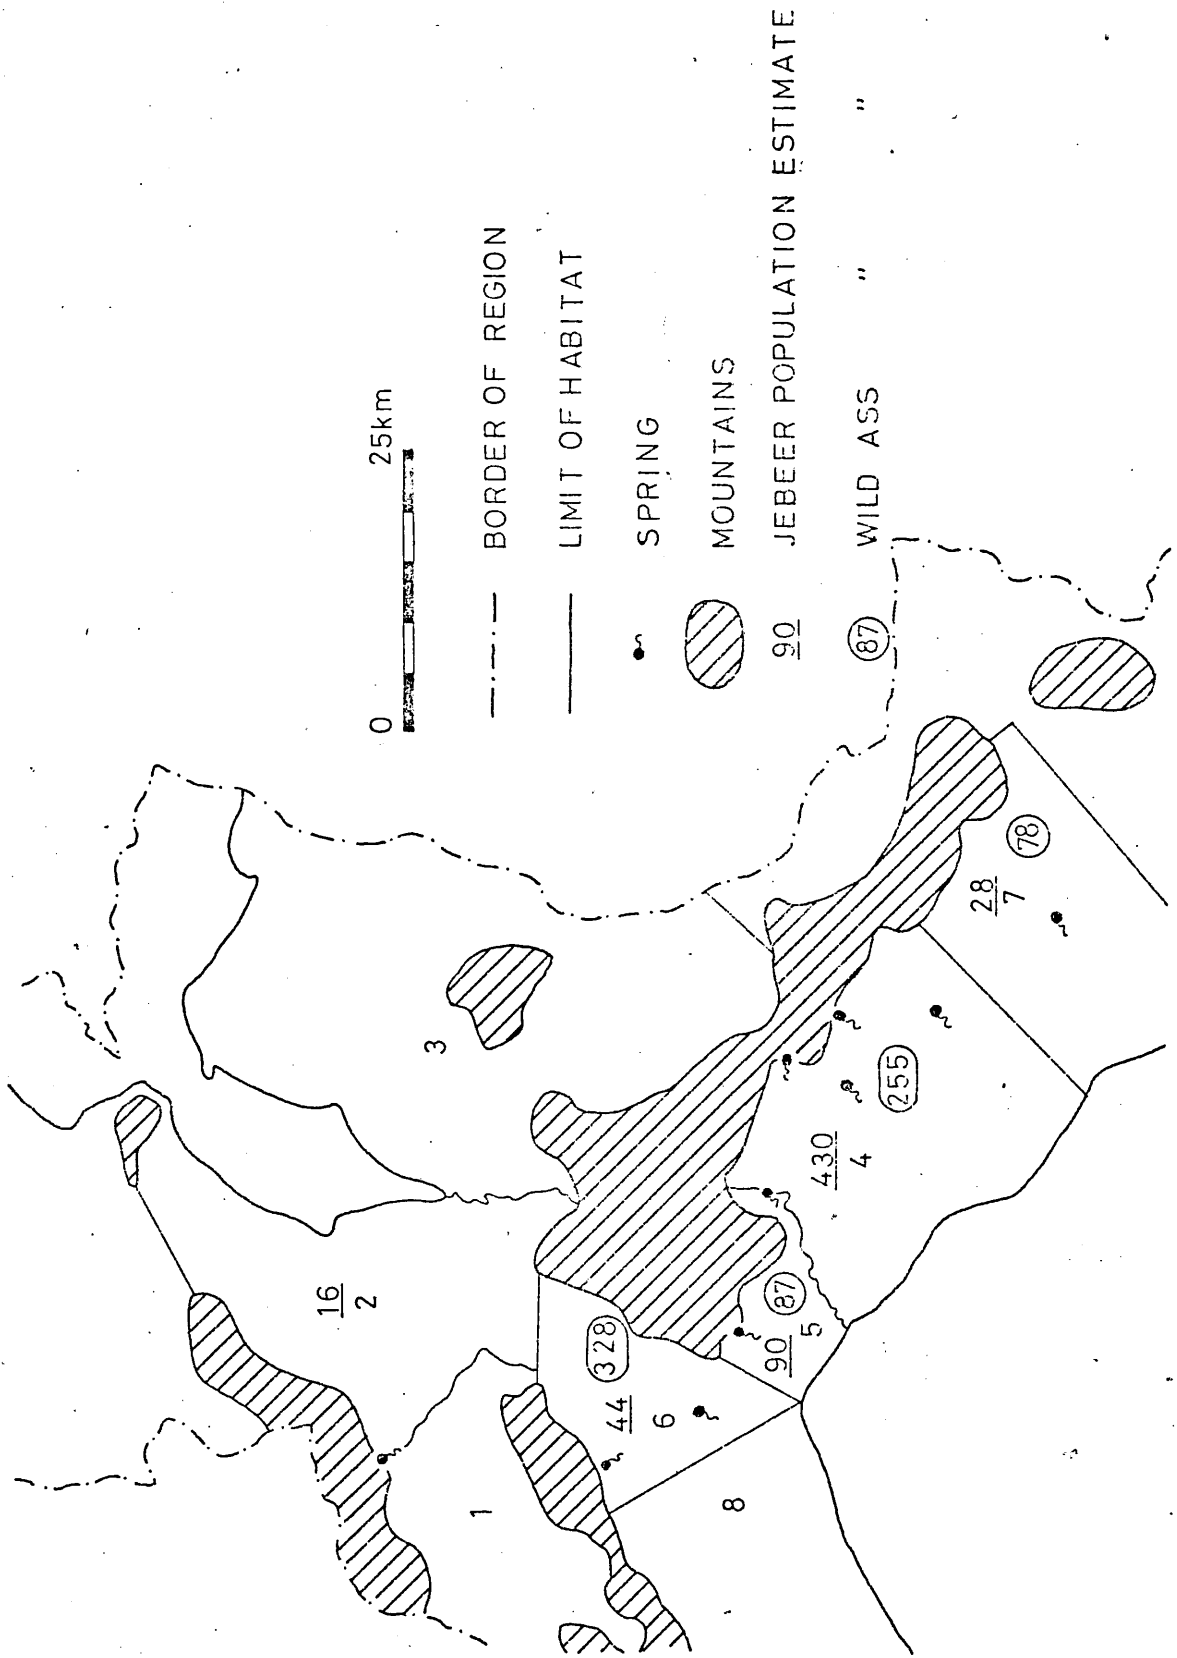 0 25km
BORDER OF REGION
LIMIT OF HABITAT
SPRING
MOUNTAINS
90 JEBEER POPULATION ESTIMATE
87 WILD ASS " "
16
2
3
1
328
44
6
8
87
90
5
430
4
255
28
7
78